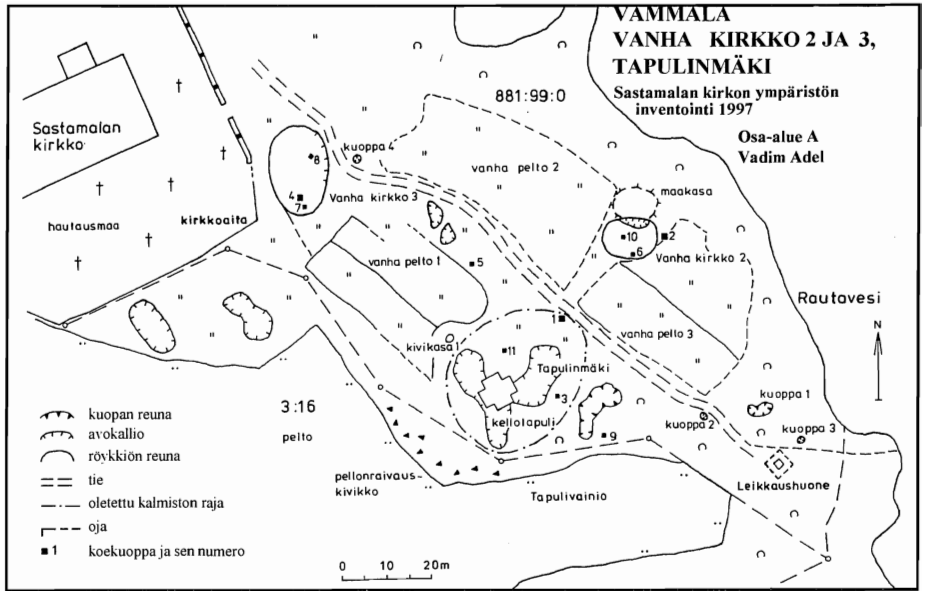 VAMMALA
VANHA KIRKKO 2 JA 3,
TAPULINMÄKI
Sastamalan kirkon ympäristön
inventointi 1997
Osa-alue A
Vadim Adel
881:99:0
Sastamalan
kirkko
kuoppa 4
8
vanha pelto 2
maakasa
4
7
Vanha kirkko 3
hautausmaa
kirkkoaita
10
2
6
Vanha kirkko 2
vanha pelto 1
5
Rautavesi
N
1
vanha pelto 3
kivikasa 1
11
Tapulinmäki
3
kellotapuli
kuoppa 1
kuoppa 2
kuoppa 3
9
3:16
pelto
pellonraivaus-
kivikko
Tapulivainio
Leikkaushuone
kuopan reuna
avokallio
röykkiön reuna
tie
oletettu kalmiston raja
oja
1 koekuoppa ja sen numero
0 10 20m